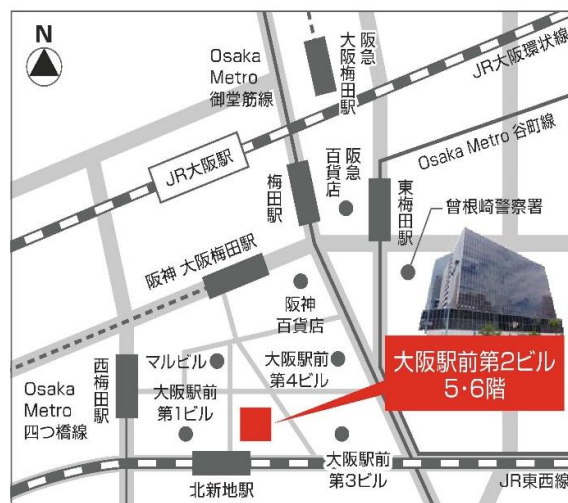 N
Osaka
Metro
御堂筋線
阪急
大阪梅田駅
JR大阪環状線
Osaka Metro 谷町線
JR大阪駅
梅田駅
阪急
百貨店
東梅田駅
曾根崎警察署
阪神 大阪梅田駅
阪神
百貨店
西梅田駅
マルビル
大阪駅前
第4ビル
大阪駅前第2ビル
5・6階
Osaka
Metro
四つ橋線
大阪駅前
第1ビル
大阪駅前
第3ビル
北新地駅
JR東西線